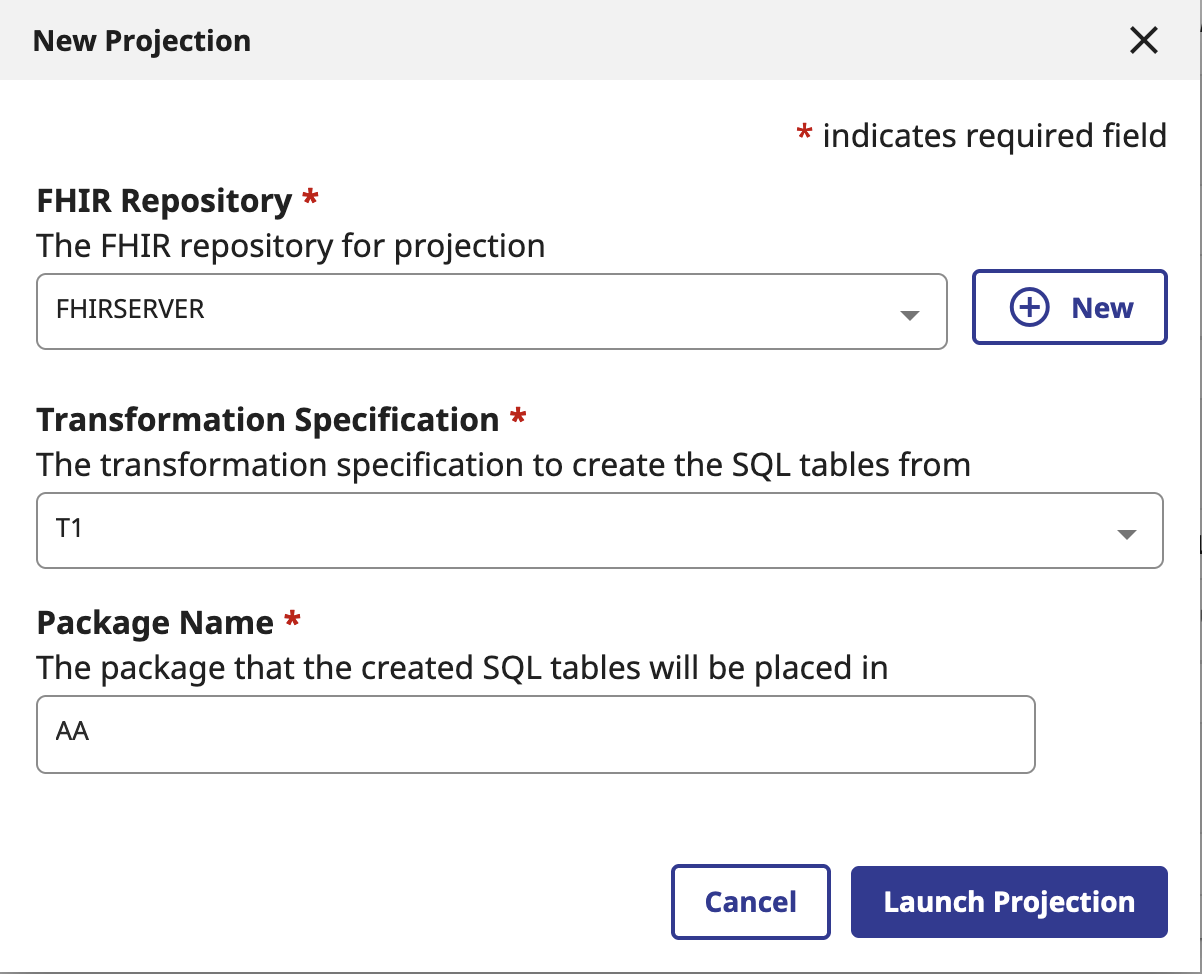 New Projection
* indicates required field
FHIR Repository *
The FHIR repository for projection
FHIRSERVER
New
Transformation Specification *
The transformation specification to create the SQL tables from
T1
Package Name *
The package that the created SQL tables will be placed in
AA
Cancel
Launch Projection